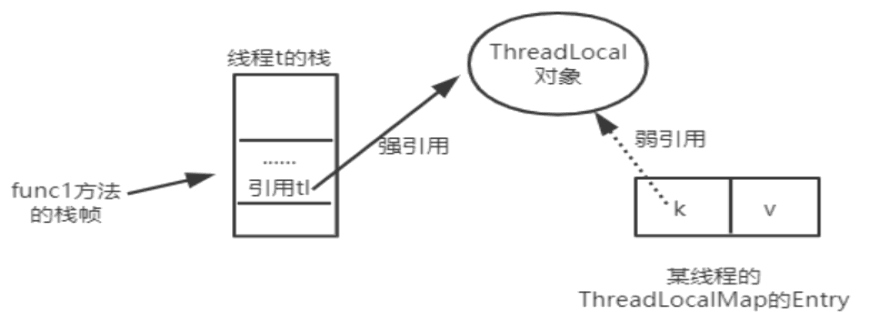 线程t的栈
ThreadLocal
对象
强引用
弱引用
......
引用tl
func1方法
的栈帧
k
v
某线程的
ThreadLocalMap的Entry